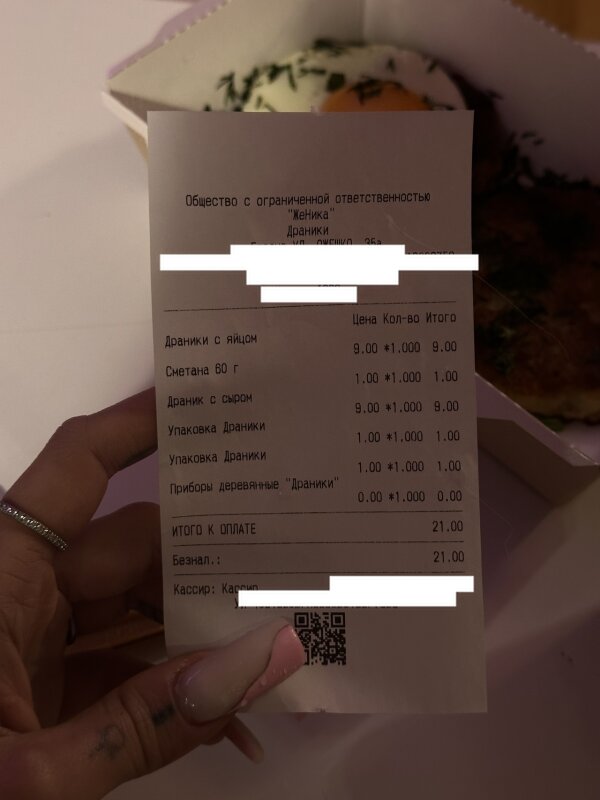 Общество с ограниченной ответственностью
"ЖеНика"
Драники
УЛ. ОЖЕШКО, 35а
Цена Кол-во Итого
Драники с яйцом
9.00 *1.000 9.00
Сметана 60 г
1.00 *1.000 1.00
Драник с сыром
9.00 *1.000 9.00
Упаковка Драники
1.00 *1.000 1.00
Упаковка Драники
1.00 *1.000 1.00
Приборы деревянные "Драники"
0.00 *1.000 0.00
ИТОГО К ОПЛАТЕ 21.00
Безнал.: 21.00
Кассир: Кассир